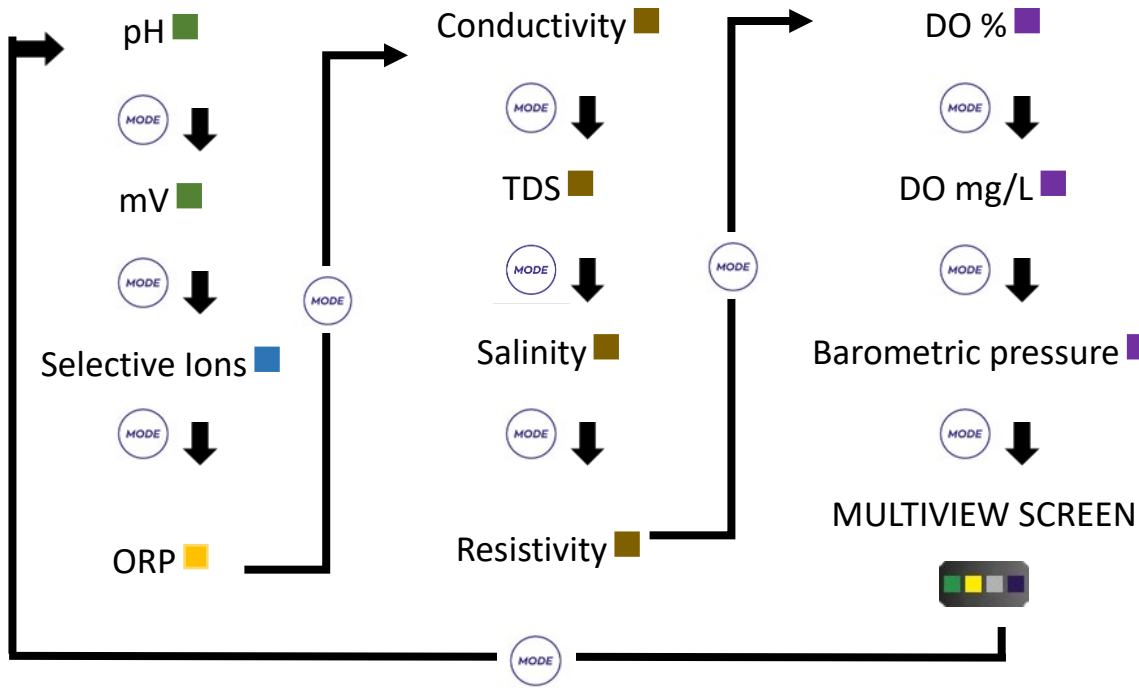 pH
MODE
mV
MODE
Selective Ions
MODE
ORP
MODE
Conductivity
MODE
TDS
MODE
Salinity
MODE
Resistivity
MODE
DO %
MODE
DO mg/L
MODE
Barometric pressure
MODE
MULTIVIEW SCREEN
MODE